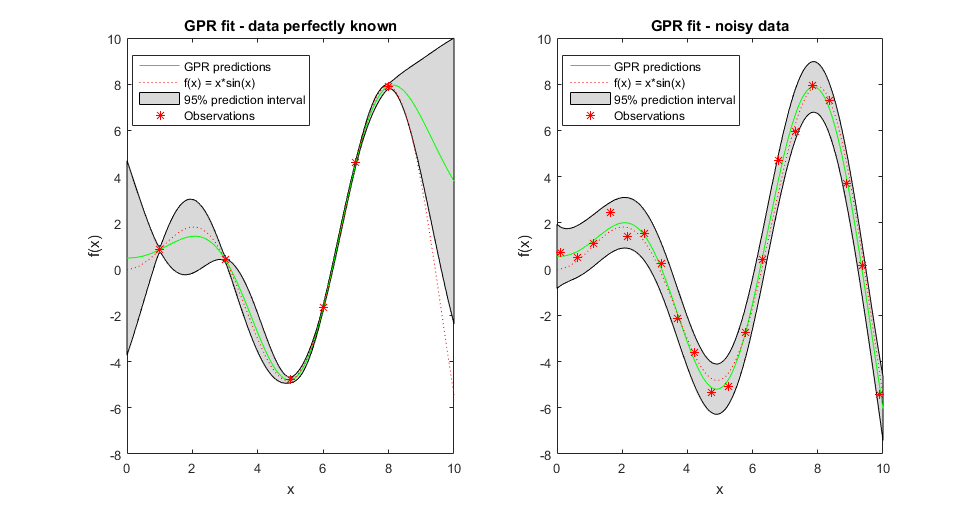 GPR fit - data perfectly known
10
8
6
4
2
0
-2
-4
-6
-8
0 2 4 6 8 10
x
f(x)
GPR predictions
f(x) = x*sin(x)
95% prediction interval
Observations
GPR fit - noisy data
10
8
6
4
2
0
-2
-4
-6
-8
0 2 4 6 8 10
x
f(x)
GPR predictions
f(x) = x*sin(x)
95% prediction interval
Observations